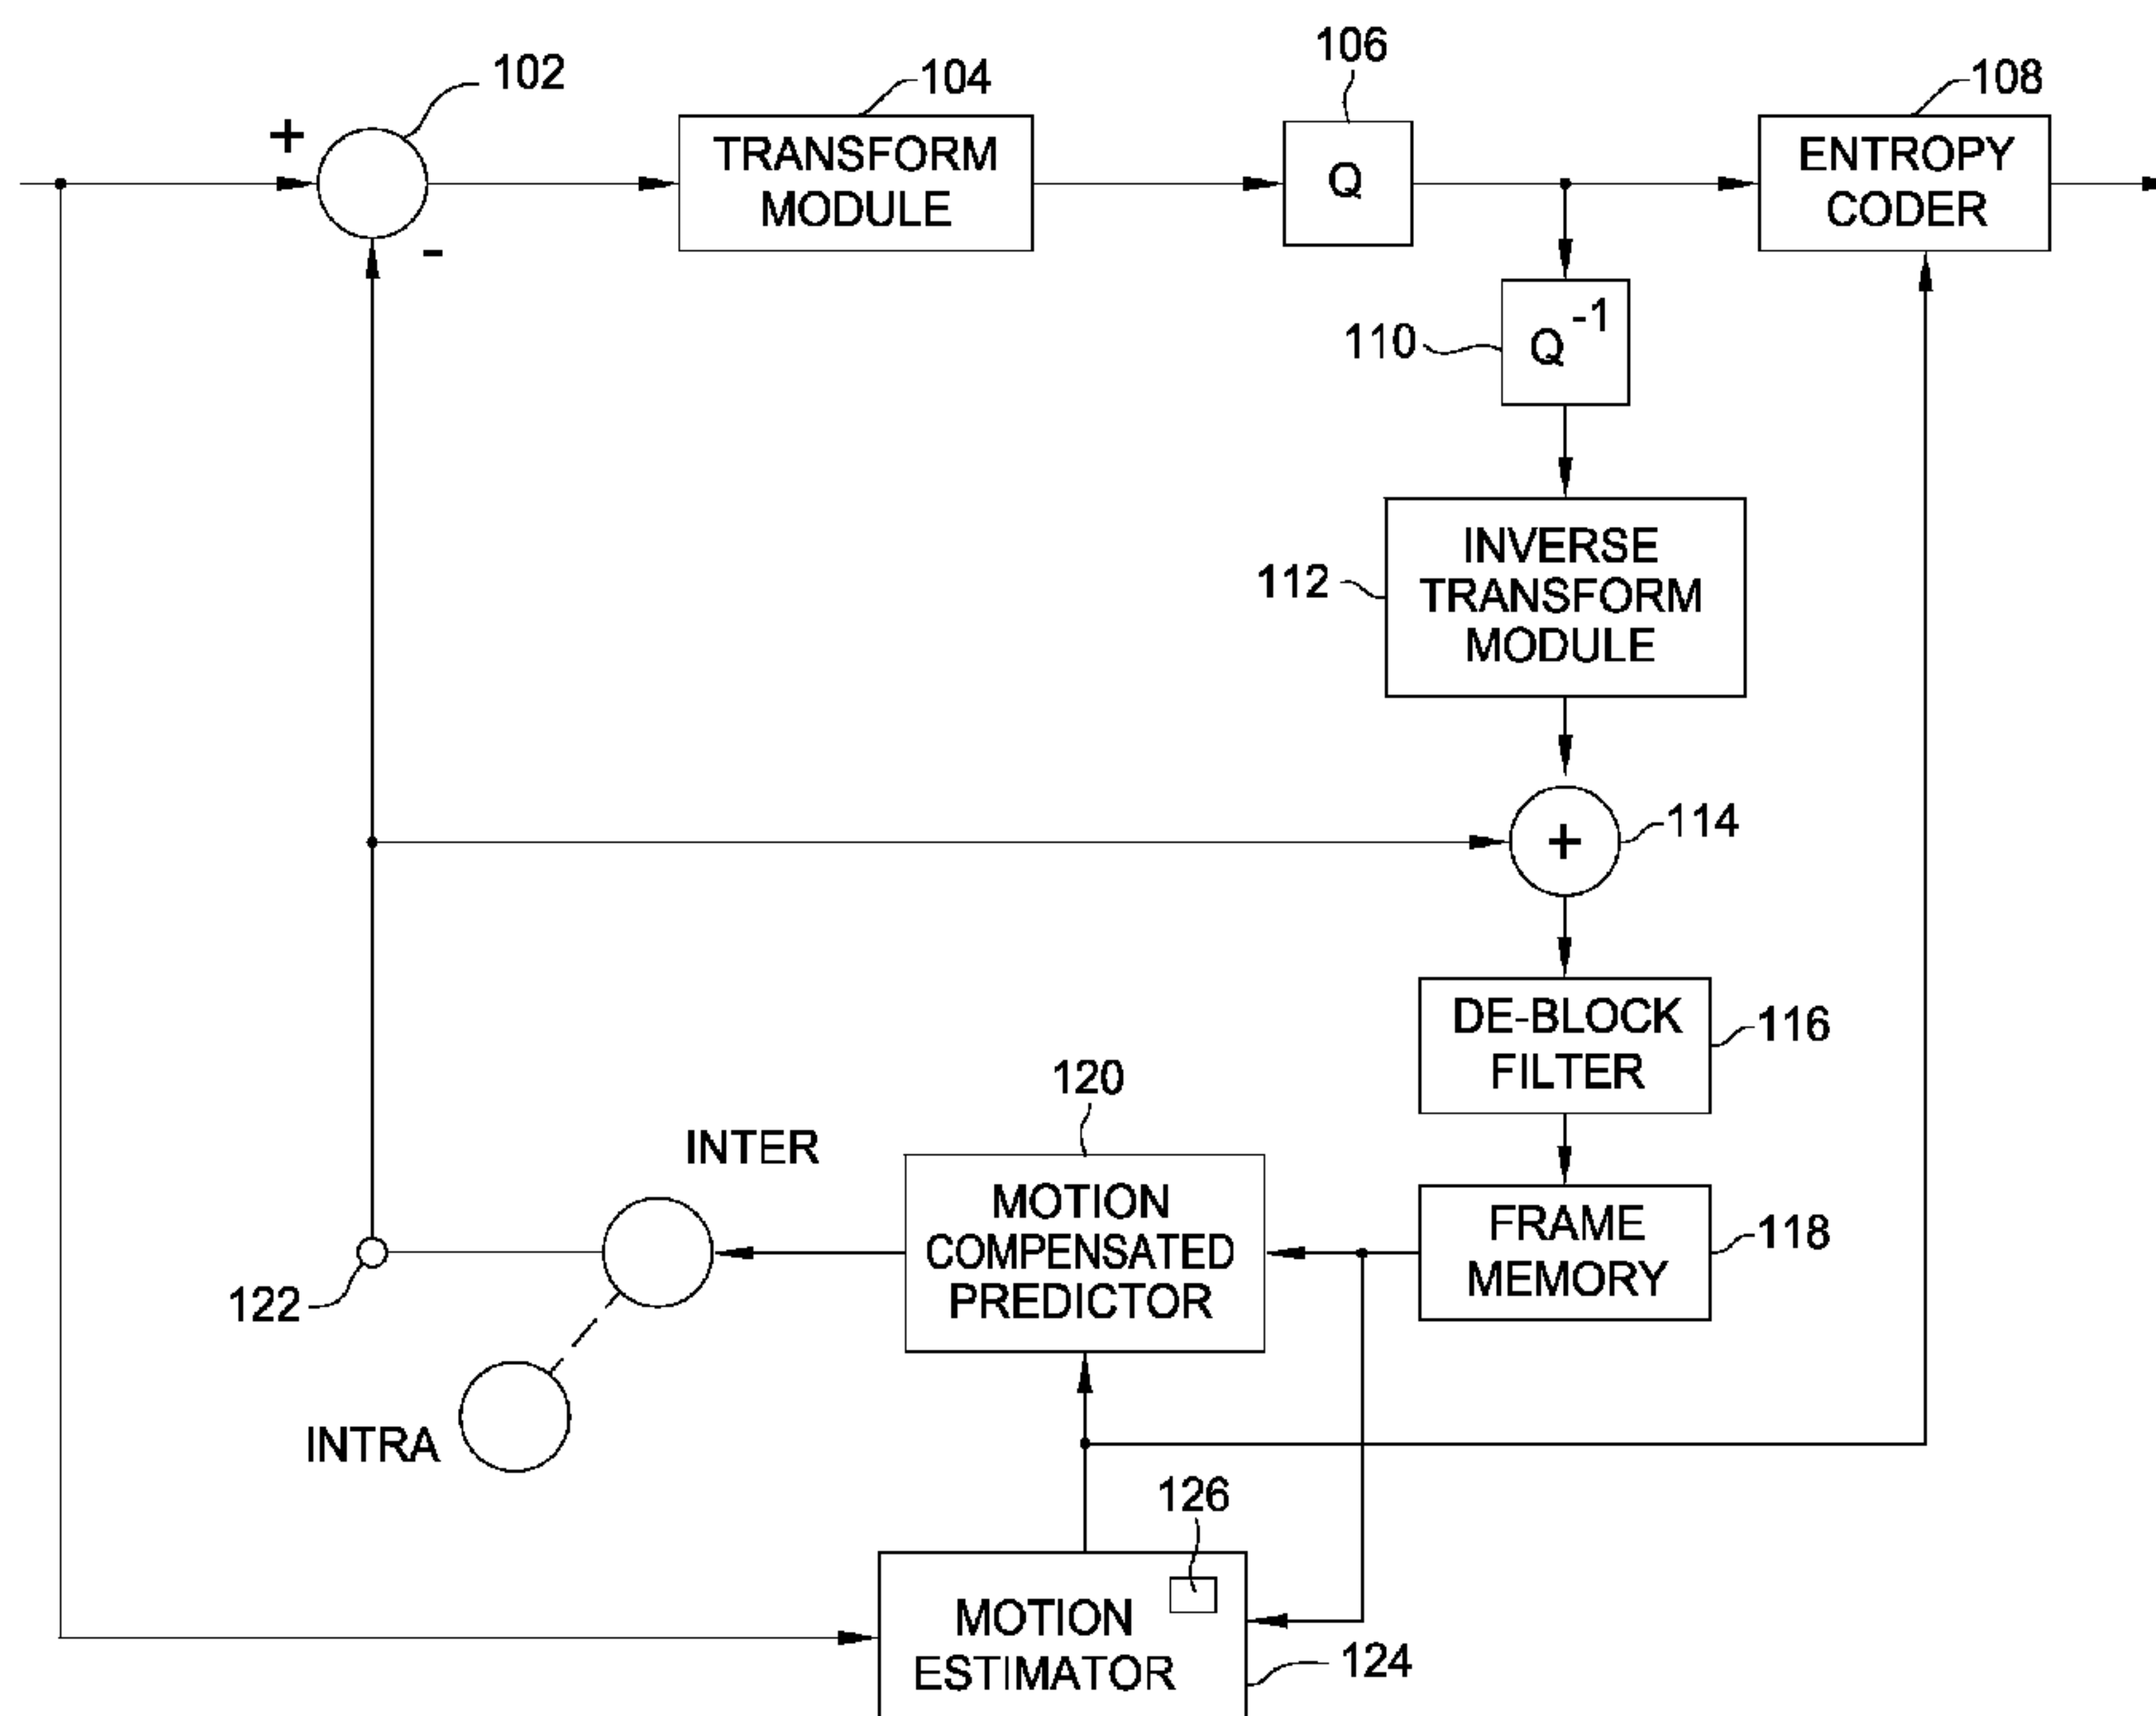 106
102
104
108
+
TRANSFORM
MODULE
Q
ENTROPY
CODER
-
110
Q-1
112
INVERSE
TRANSFORM
MODULE
+
114
DE-BLOCK
FILTER
116
120
INTER
MOTION
COMPENSATED
PREDICTOR
FRAME
MEMORY
118
122
INTRA
126
MOTION
ESTIMATOR
124